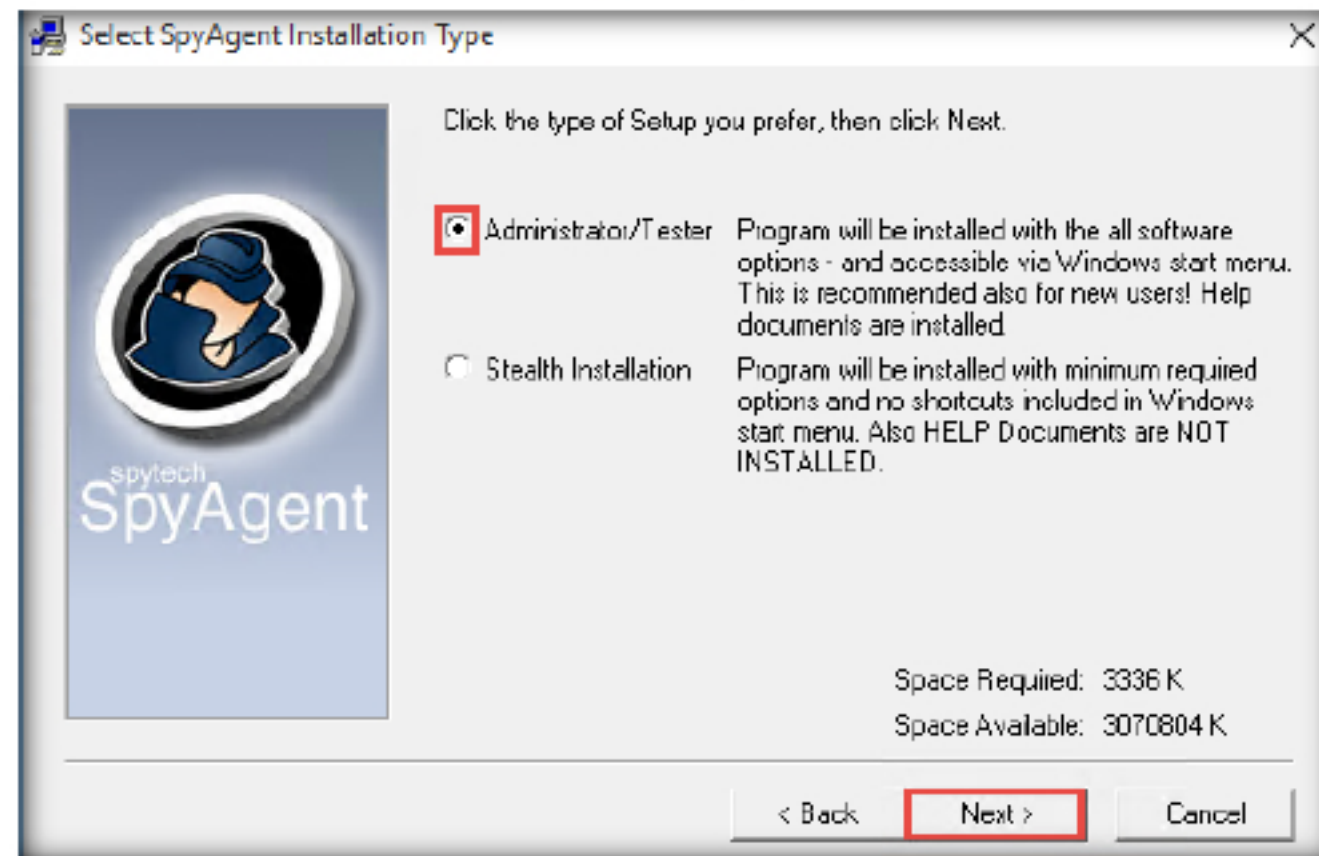 Select SpyAgent Installation Type
Click the type of Setup you prefer, then click Next.
Administrator/Tester
Program will be installed with the all software
options - and accessible via Windows start menu.
This is recommended also for new users! Help
documents are installed.
Stealth Installation
Program will be installed with minimum required
options and no shortcuts included in Windows
start menu. Also HELP Documents are NOT
INSTALLED.
spytech
SpyAgent
Space Required: 3336 K
Space Available: 3070804 K
< Back
Next >
Cancel